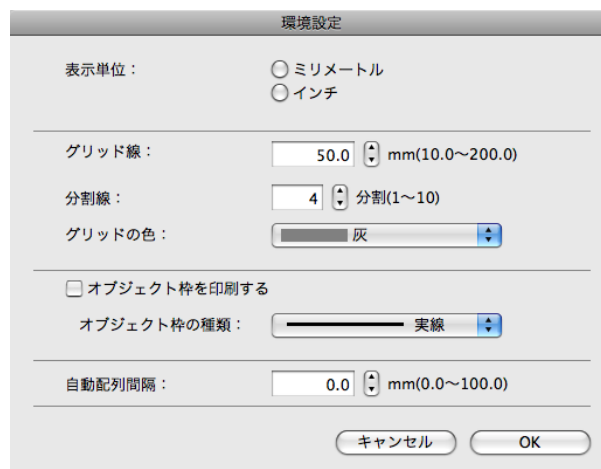 環境設定
表示単位： ミリメートル
インチ
グリッド線： 50.0 mm(10.0～200.0)
分割線： 4 分割(1～10)
グリッドの色： 灰
オブジェクト枠を印刷する
オブジェクト枠の種類： 実線
自動配列間隔： 0.0 mm(0.0～100.0)
キャンセル OK